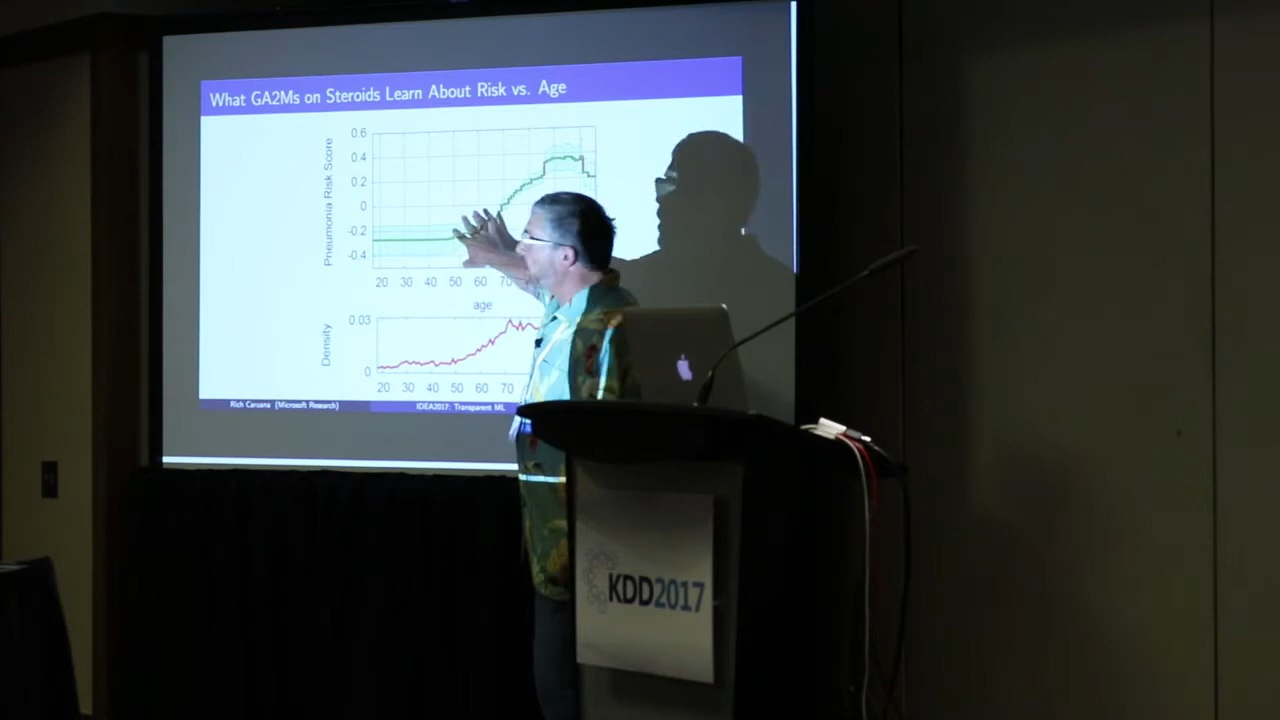 What GA2Ms on Steroids Learn About Risk vs. Age
Pneumonia Risk Score
0.6
0.4
0.2
0
-0.2
-0.4
20 30 40 50 60 70
age
Density
0.03
0
20 30 40 50 60 70
Rich Caruana (Microsoft Research)
IDEA2017: Transparent ML
KDD2017